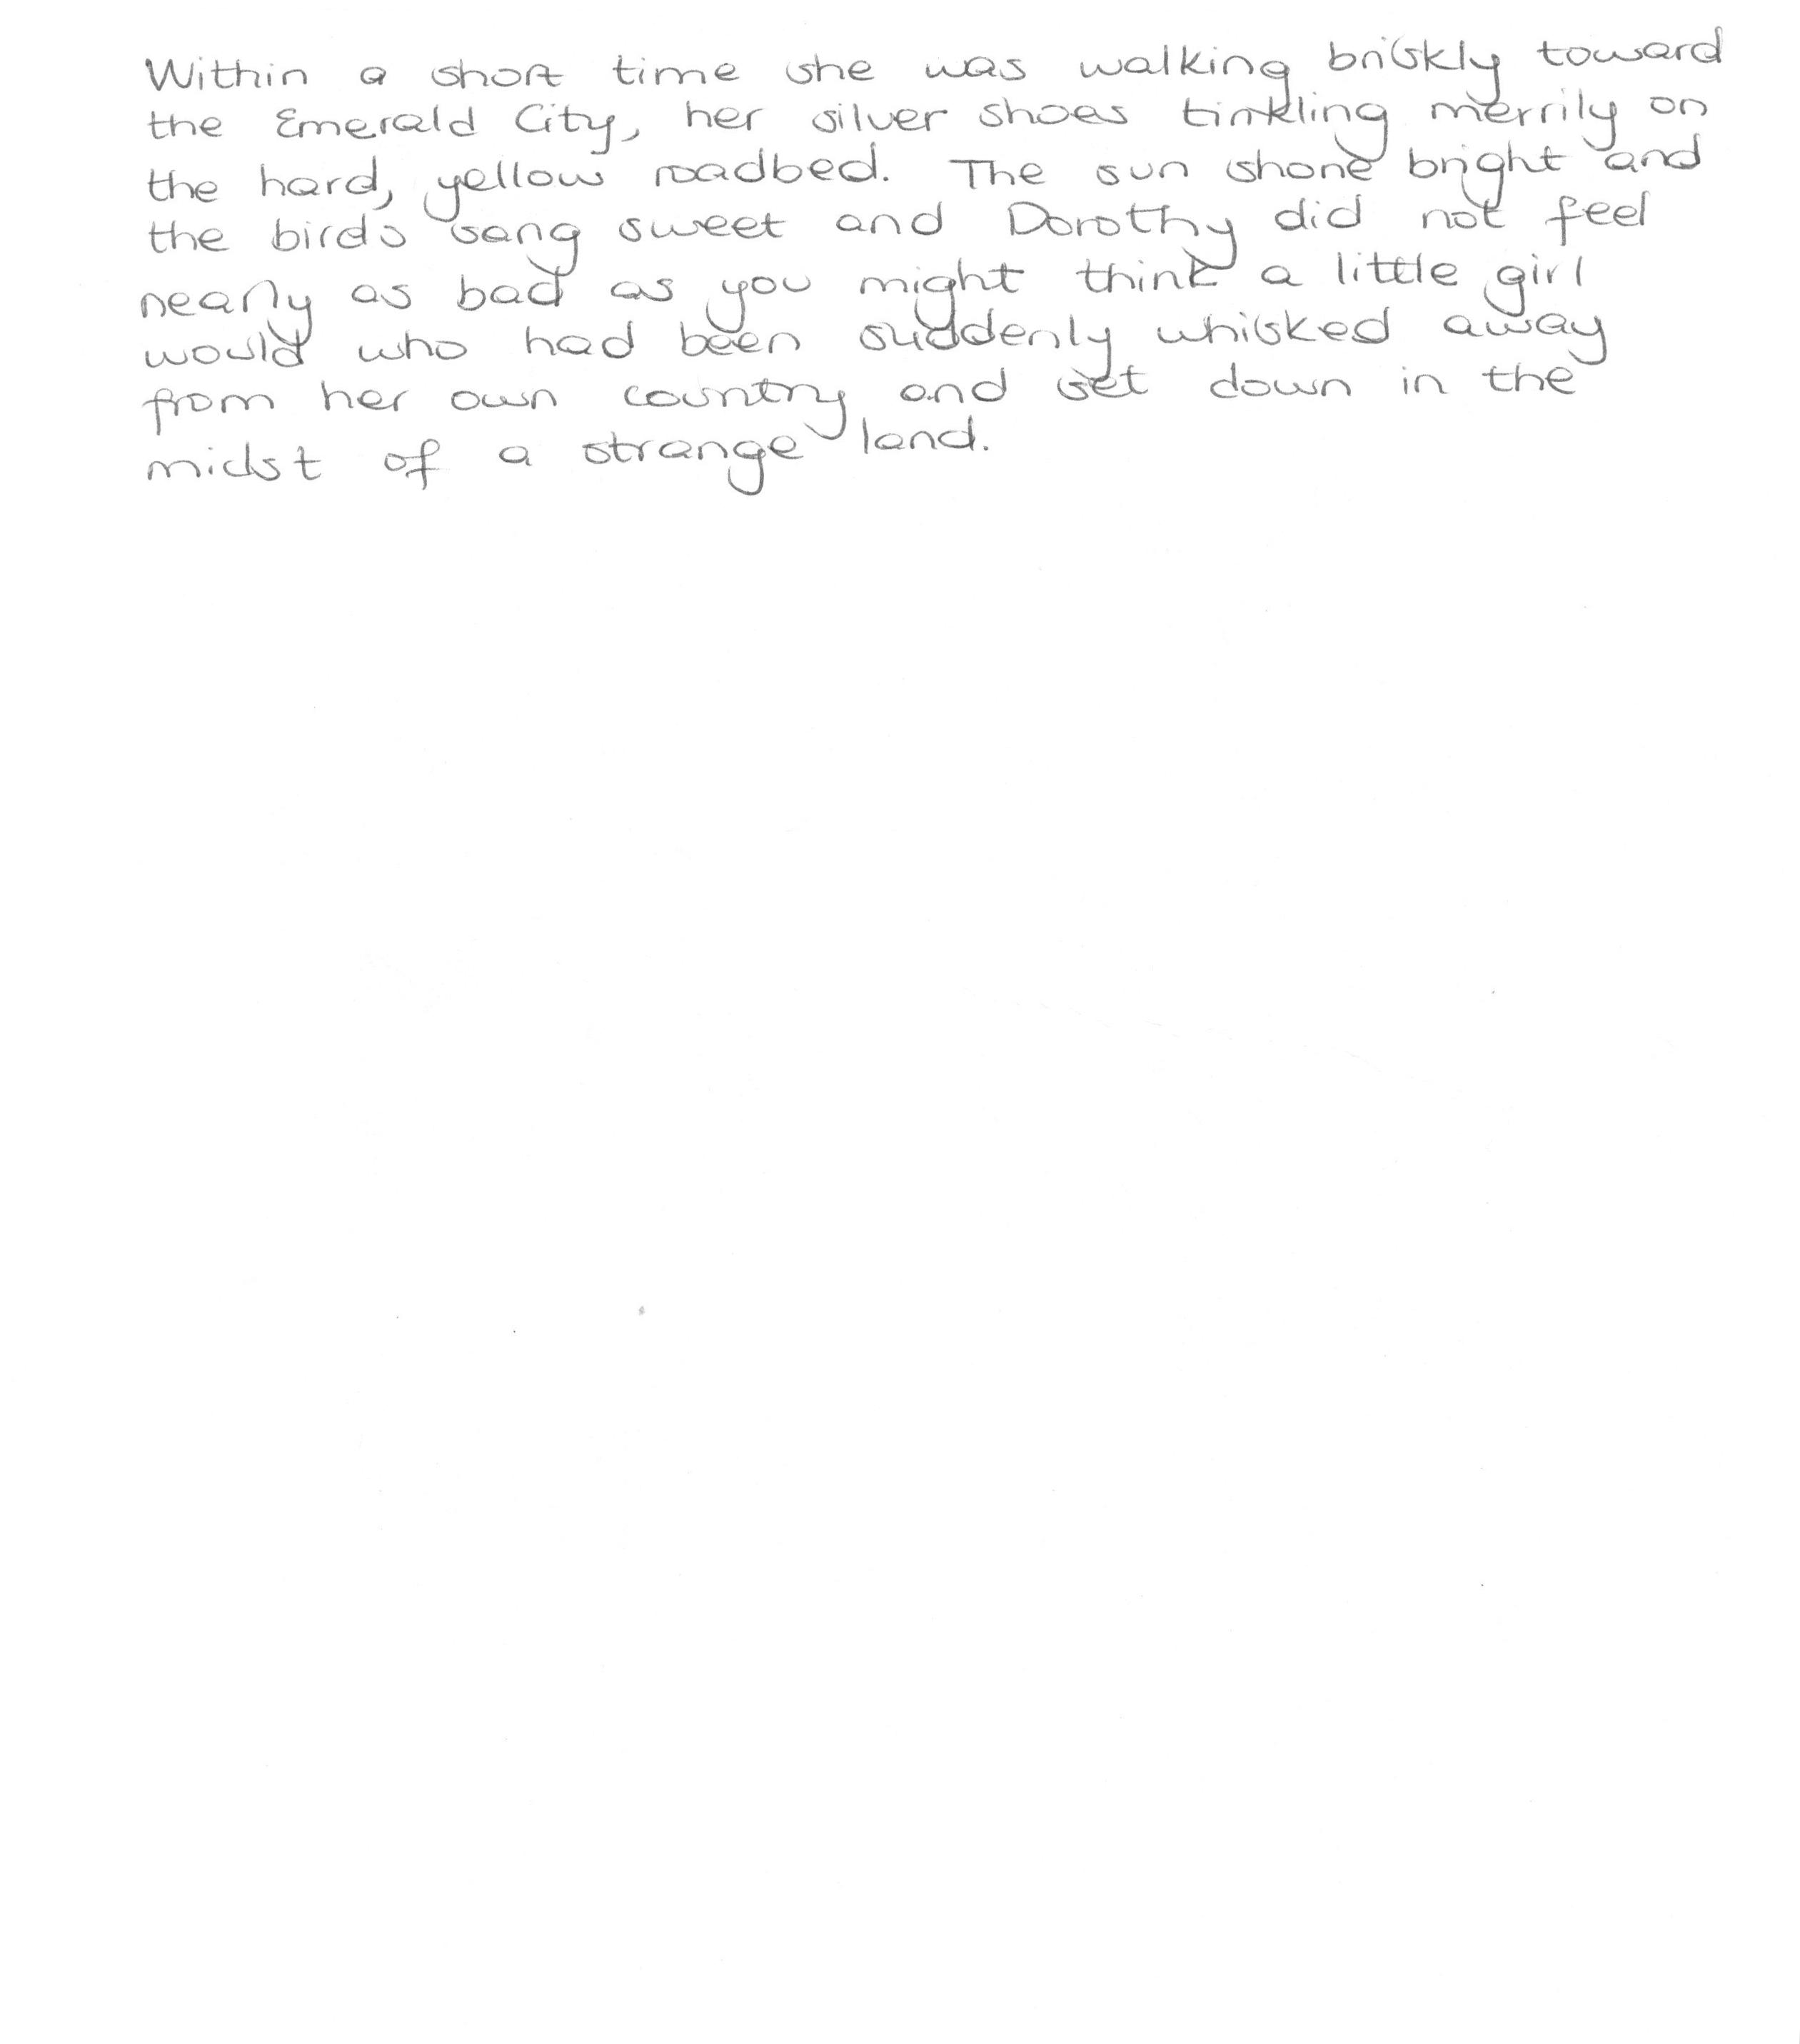 Within a short time she was walking briskly toward
the Emerald City, her silver shoes tinkling merrily on
the hard, yellow roadbed. The sun shone bright and
the birds sang sweet and Dorothy did not feel
nearly as bad as you might think a little girl
would who had been suddenly whisked away
from her own country and set down in the
midst of a strange land.